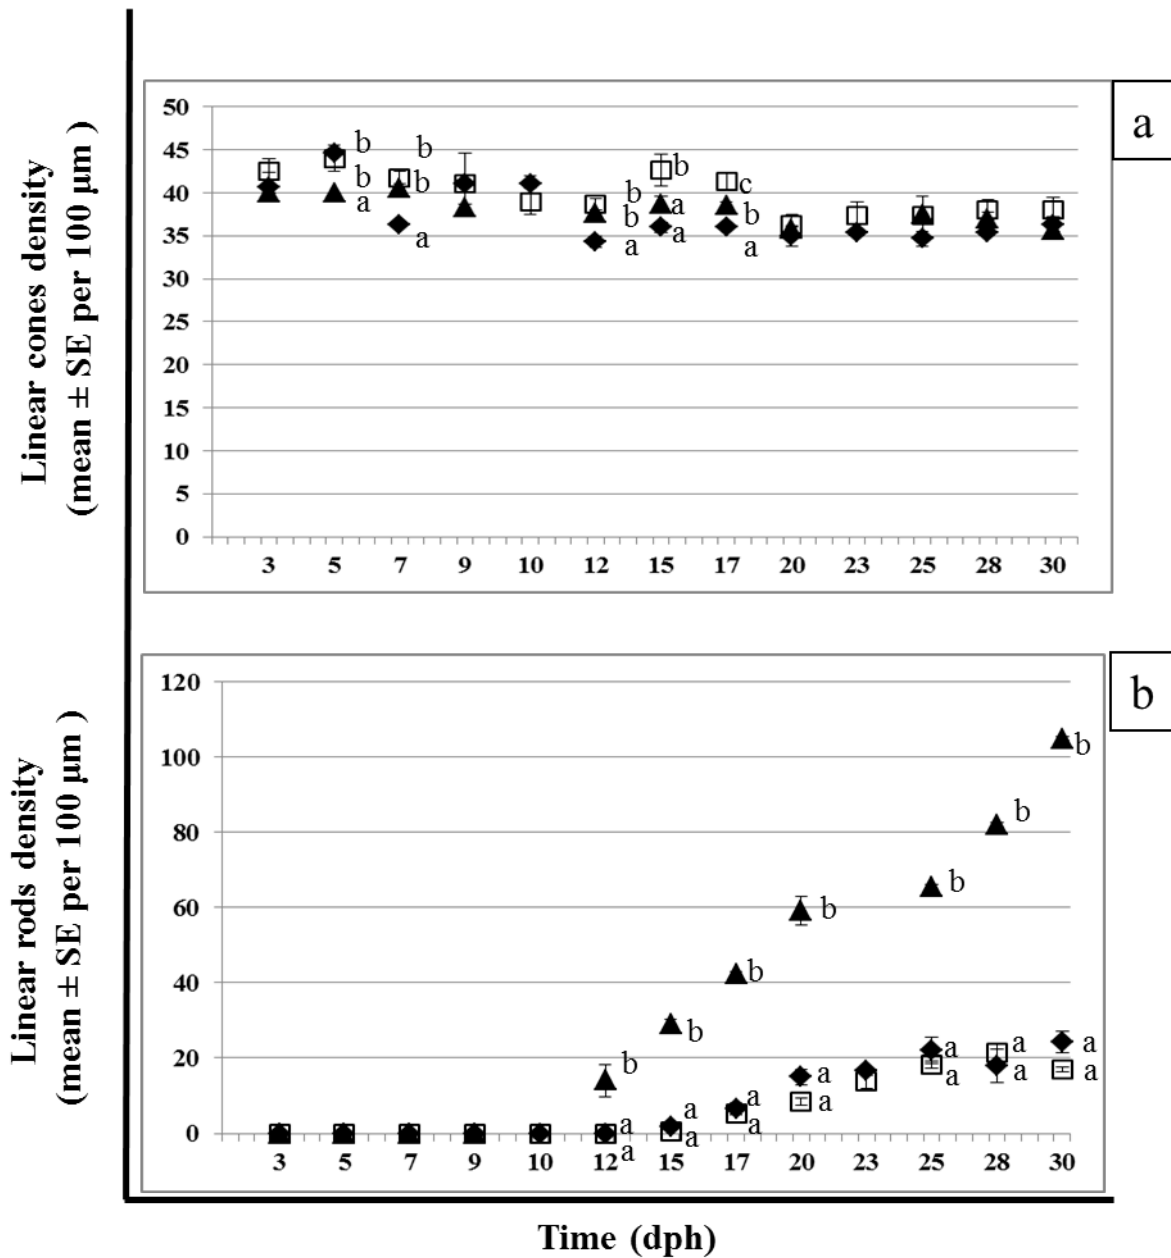 a
Linear cones density
(mean ± SE per 100 µm )
50
45
40
35
30
25
20
15
10
5
0
b
b
a
b
b
a
b
b
a
b
a
a
c
b
a
3 5 7 9 10 12 15 17 20 23 25 28 30
b
Linear rods density
(mean ± SE per 100 µm )
120
100
80
60
40
20
0
b
a
a
b
a
a
b
a
a
b
a
a
b
a
a
b
a
a
b
a
a
3 5 7 9 10 12 15 17 20 23 25 28 30
Time (dph)